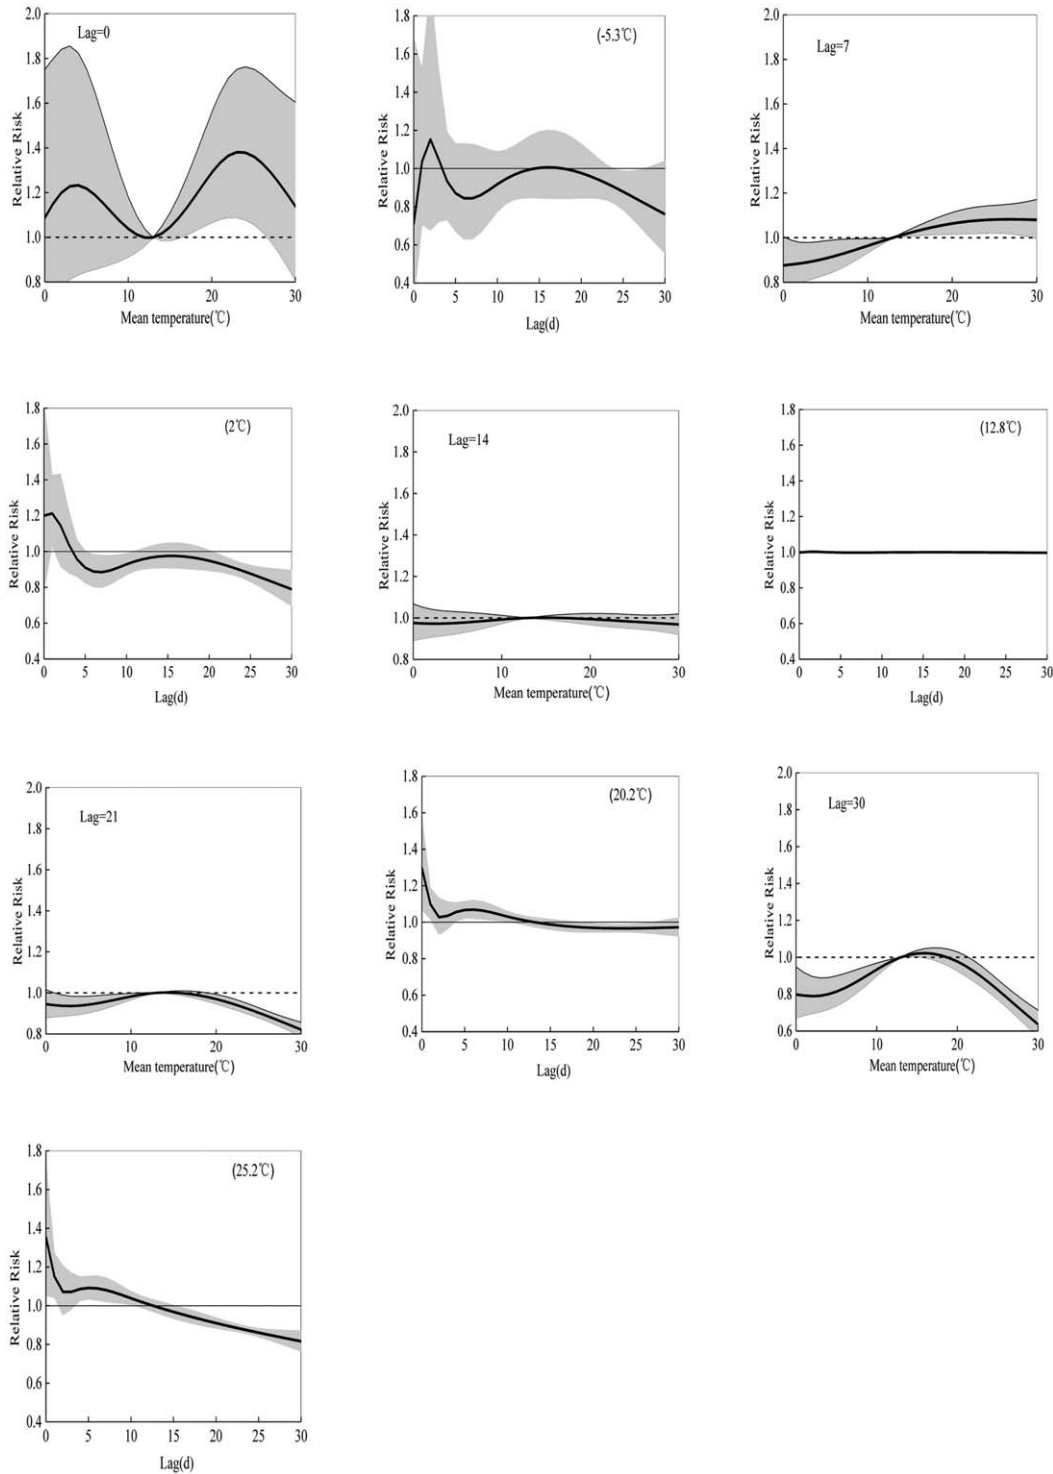 2.0
1.8
1.6
1.4
1.2
1.0
0.8
Relative Risk
Lag=0
0 10 20 30
Mean temperature(℃)
1.8
1.6
1.4
1.2
1.0
0.8
0.6
0.4
Relative Risk
(-5.3℃)
0 5 10 15 20 25 30
Lag(d)
2.0
1.8
1.6
1.4
1.2
1.0
0.8
Relative Risk
Lag=7
0 10 20 30
Mean temperature(℃)
1.8
1.6
1.4
1.2
1.0
0.8
0.6
0.4
Relative Risk
(2℃)
0 5 10 15 20 25 30
Lag(d)
2.0
1.8
1.6
1.4
1.2
1.0
0.8
Relative Risk
Lag=14
0 10 20 30
Mean temperature(℃)
1.8
1.6
1.4
1.2
1.0
0.8
0.6
0.4
Relative Risk
(12.8℃)
0 5 10 15 20 25 30
Lag(d)
2.0
1.8
1.6
1.4
1.2
1.0
0.8
Relative Risk
Lag=21
0 10 20 30
Mean temperature(℃)
1.8
1.6
1.4
1.2
1.0
0.8
0.6
0.4
Relative Risk
(20.2℃)
0 5 10 15 20 25 30
Lag(d)
2.0
1.8
1.6
1.4
1.2
1.0
0.8
0.6
Relative Risk
Lag=30
0 10 20 30
Mean temperature(℃)
1.8
1.6
1.4
1.2
1.0
0.8
0.6
0.4
Relative Risk
(25.2℃)
0 5 10 15 20 25 30
Lag(d)